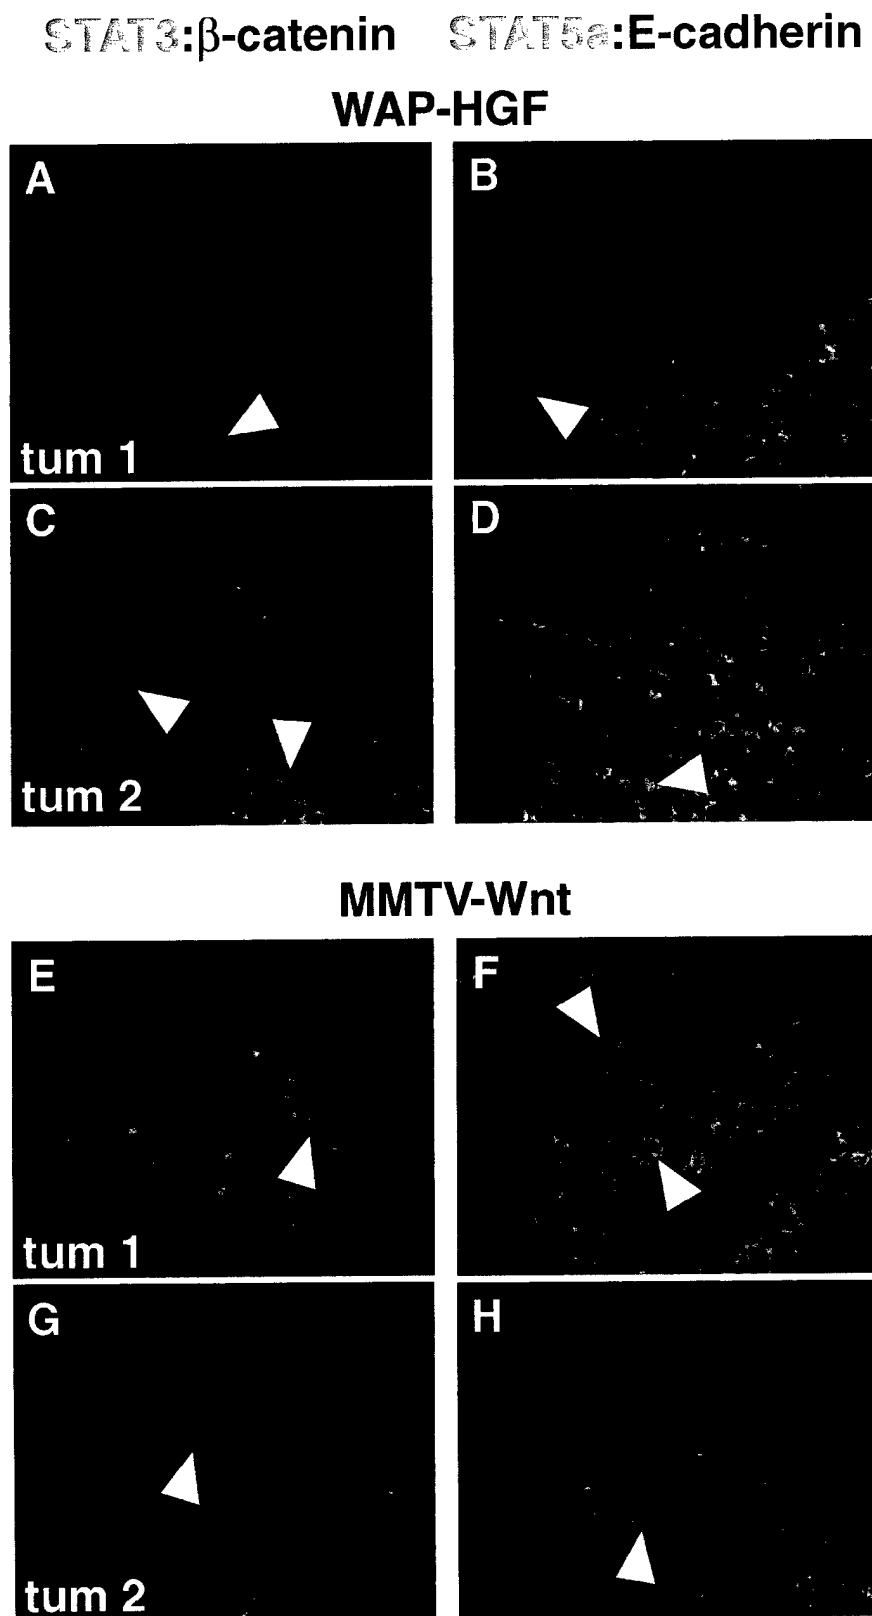 STAT3:β-catenin STAT5a:E-cadherin
WAP-HGF
A B
tum 1
C D
tum 2
MMTV-Wnt
E F
tum 1
G H
tum 2